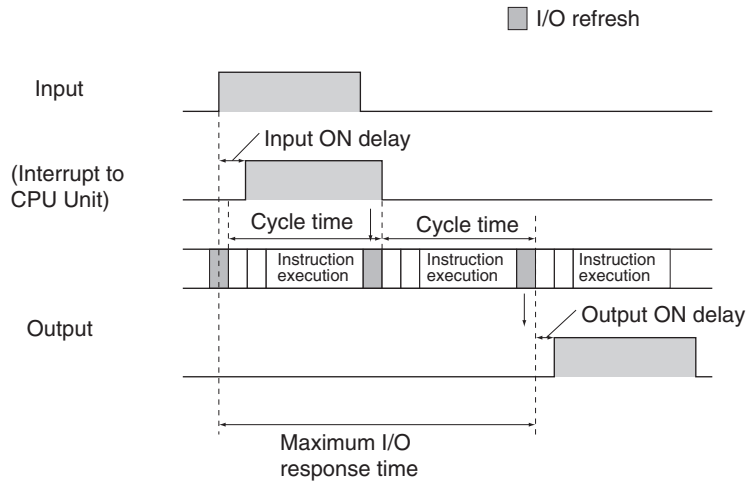 I/O refresh
Input
Input ON delay
(Interrupt to
CPU Unit)
Cycle time
Cycle time
Instruction
execution
Instruction
execution
Instruction
execution
Output
Output ON delay
Maximum I/O
response time